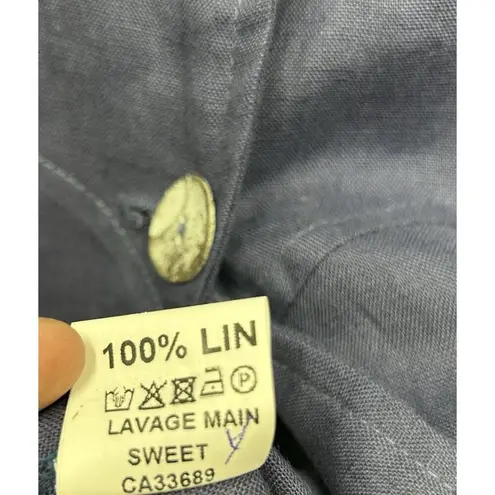 100% LIN
P
LAVAGE MAIN
SWEET
CA33689